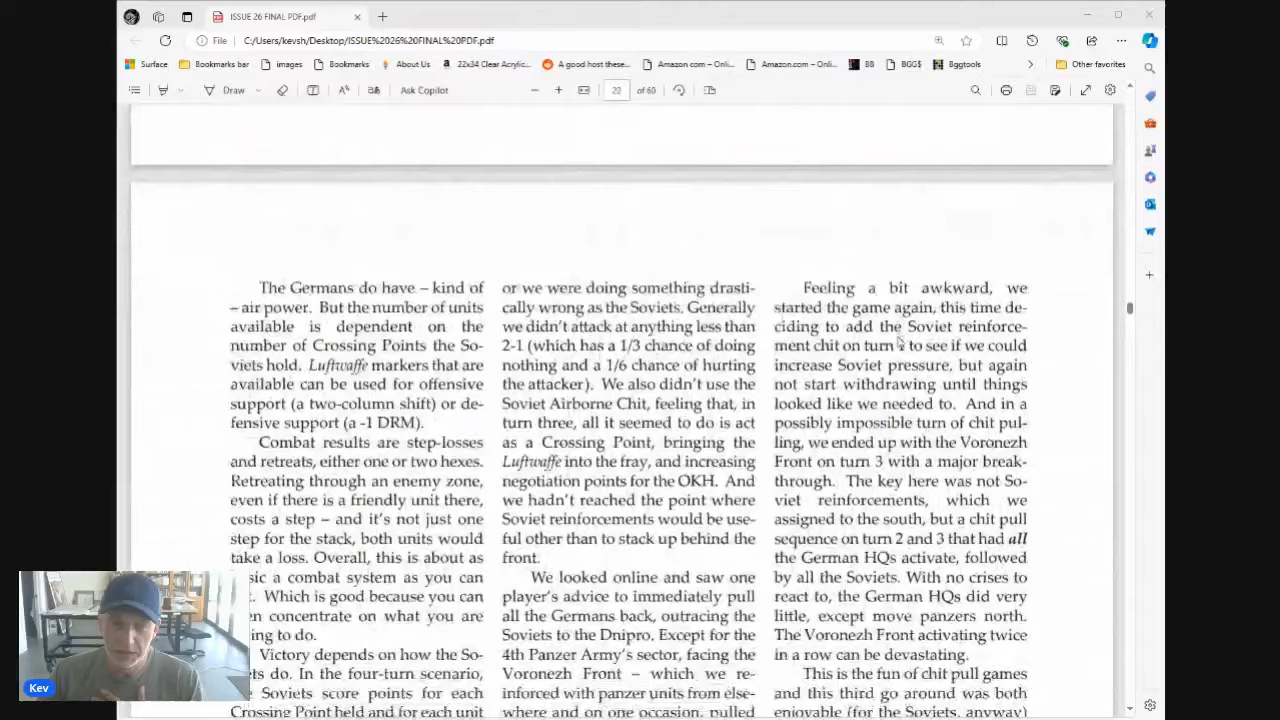 ISSUE 26 FINAL PDF.pdf
File C:/Users/kevsh/Desktop/ISSUE%2026%20FINAL%20PDF.pdf
Surface Bookmarks bar images Bookmarks About Us 22x34 Clear Acrylic... A good host these... Amazon.com – Onli... Amazon.com – Onli... BB BGG$ Bggtools Other favorites
Draw Ask Copilot 22 of 60
The Germans do have – kind of
– air power. But the number of units
available is dependent on the
number of Crossing Points the So-
viets hold. Luftwaffe markers that are
available can be used for offensive
support (a two-column shift) or de-
fensive support (a -1 DRM).
Combat results are step-losses
and retreats, either one or two hexes.
Retreating through an enemy zone,
even if there is a friendly unit there,
costs a step – and it's not just one
step for the stack, both units would
take a loss. Overall, this is about as
a combat system as you can
Which is good because you can
concentrate on what you are
to do.
Victory depends on how the So-
do. In the four-turn scenario,
Soviets score points for each
Crossing Point held and for each unit
or we were doing something drasti-
cally wrong as the Soviets. Generally
we didn't attack at anything less than
2-1 (which has a 1/3 chance of doing
nothing and a 1/6 chance of hurting
the attacker). We also didn't use the
Soviet Airborne Chit, feeling that, in
turn three, all it seemed to do is act
as a Crossing Point, bringing the
Luftwaffe into the fray, and increasing
negotiation points for the OKH. And
we hadn't reached the point where
Soviet reinforcements would be use-
ful other than to stack up behind the
front.
We looked online and saw one
player's advice to immediately pull
all the Germans back, outracing the
Soviets to the Dnipro. Except for the
4th Panzer Army's sector, facing the
Voronezh Front – which we re-
inforced with panzer units from else-
where and on one occasion, pulled
Feeling a bit awkward, we
started the game again, this time de-
ciding to add the Soviet reinforce-
ment chit on turn to see if we could
increase Soviet pressure, but again
not start withdrawing until things
looked like we needed to. And in a
possibly impossible turn of chit pul-
ling, we ended up with the Voronezh
Front on turn 3 with a major break-
through. The key here was not So-
viet reinforcements, which we
assigned to the south, but a chit pull
sequence on turn 2 and 3 that had all
the German HQs activate, followed
by all the Soviets. With no crises to
react to, the German HQs did very
little, except move panzers north.
The Voronezh Front activating twice
in a row can be devastating.
This is the fun of chit pull games
and this third go around was both
enjoyable (for the Soviets, anyway)
Kev